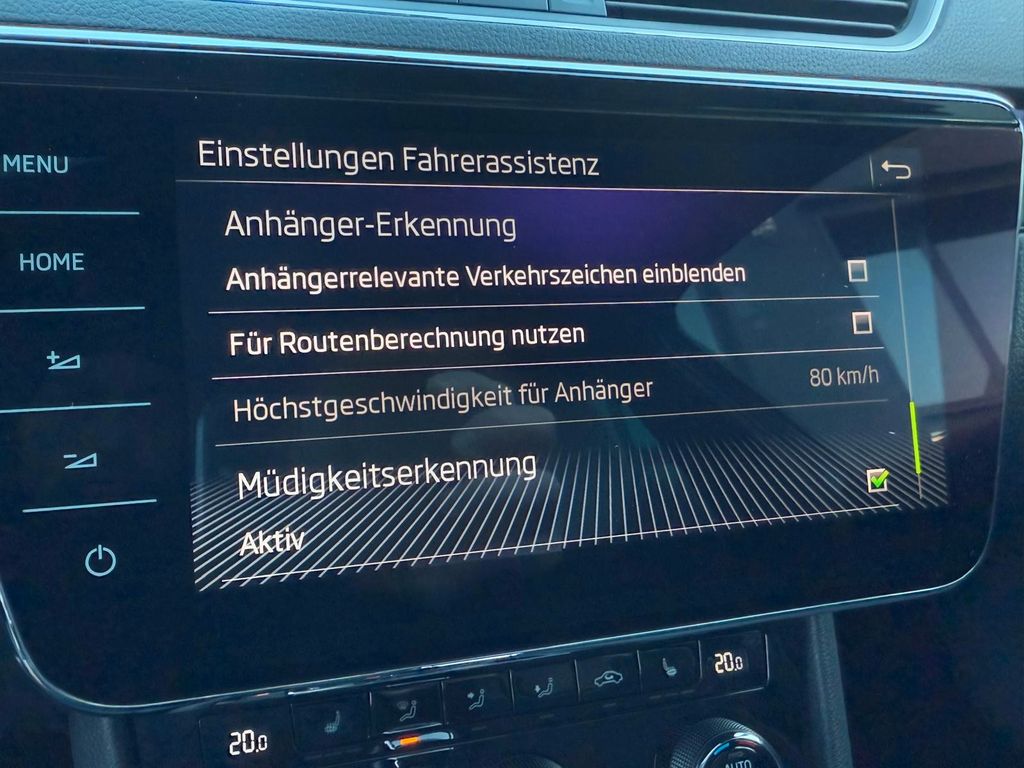 MENU
HOME
Einstellungen Fahrerassistenz
Anhänger-Erkennung
Anhängerrelevante Verkehrszeichen einblenden
Für Routenberechnung nutzen
Höchstgeschwindigkeit für Anhänger 80 km/h
Müdigkeitserkennung
Aktiv
20.0
20.0
AUTO